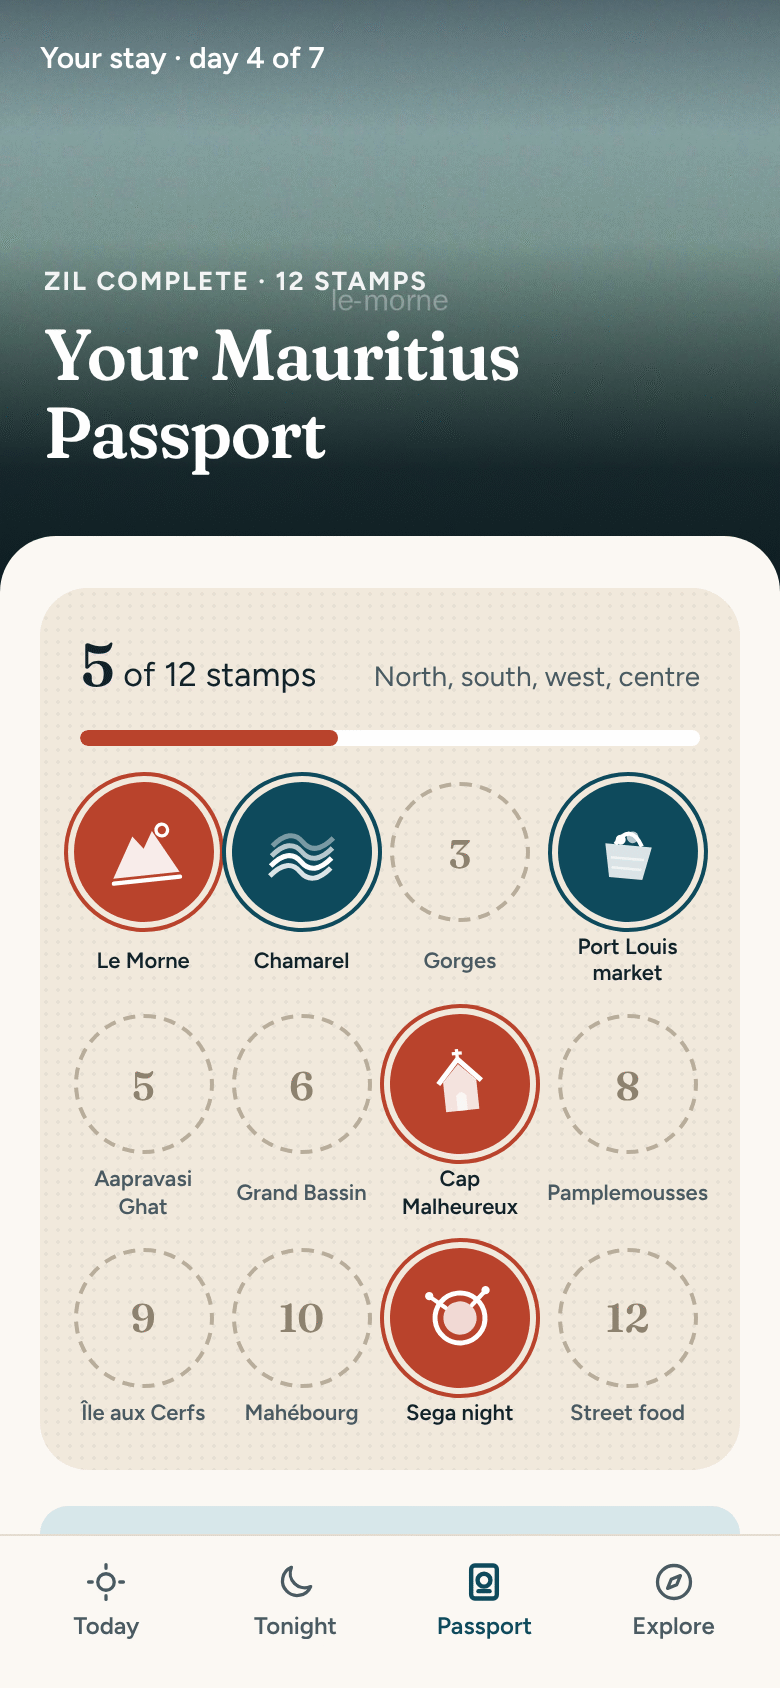 Your stay · day 4 of 7
ZIL COMPLETE · 12 STAMPS
le-morne
Your Mauritius
Passport
5 of 12 stamps
North, south, west, centre
3
Le Morne
Chamarel
Gorges
Port Louis
market
5
6
8
Aapravasi
Ghat
Grand Bassin
Cap
Malheureux
Pamplemousses
9
10
12
Île aux Cerfs
Mahébourg
Sega night
Street food
Today
Tonight
Passport
Explore